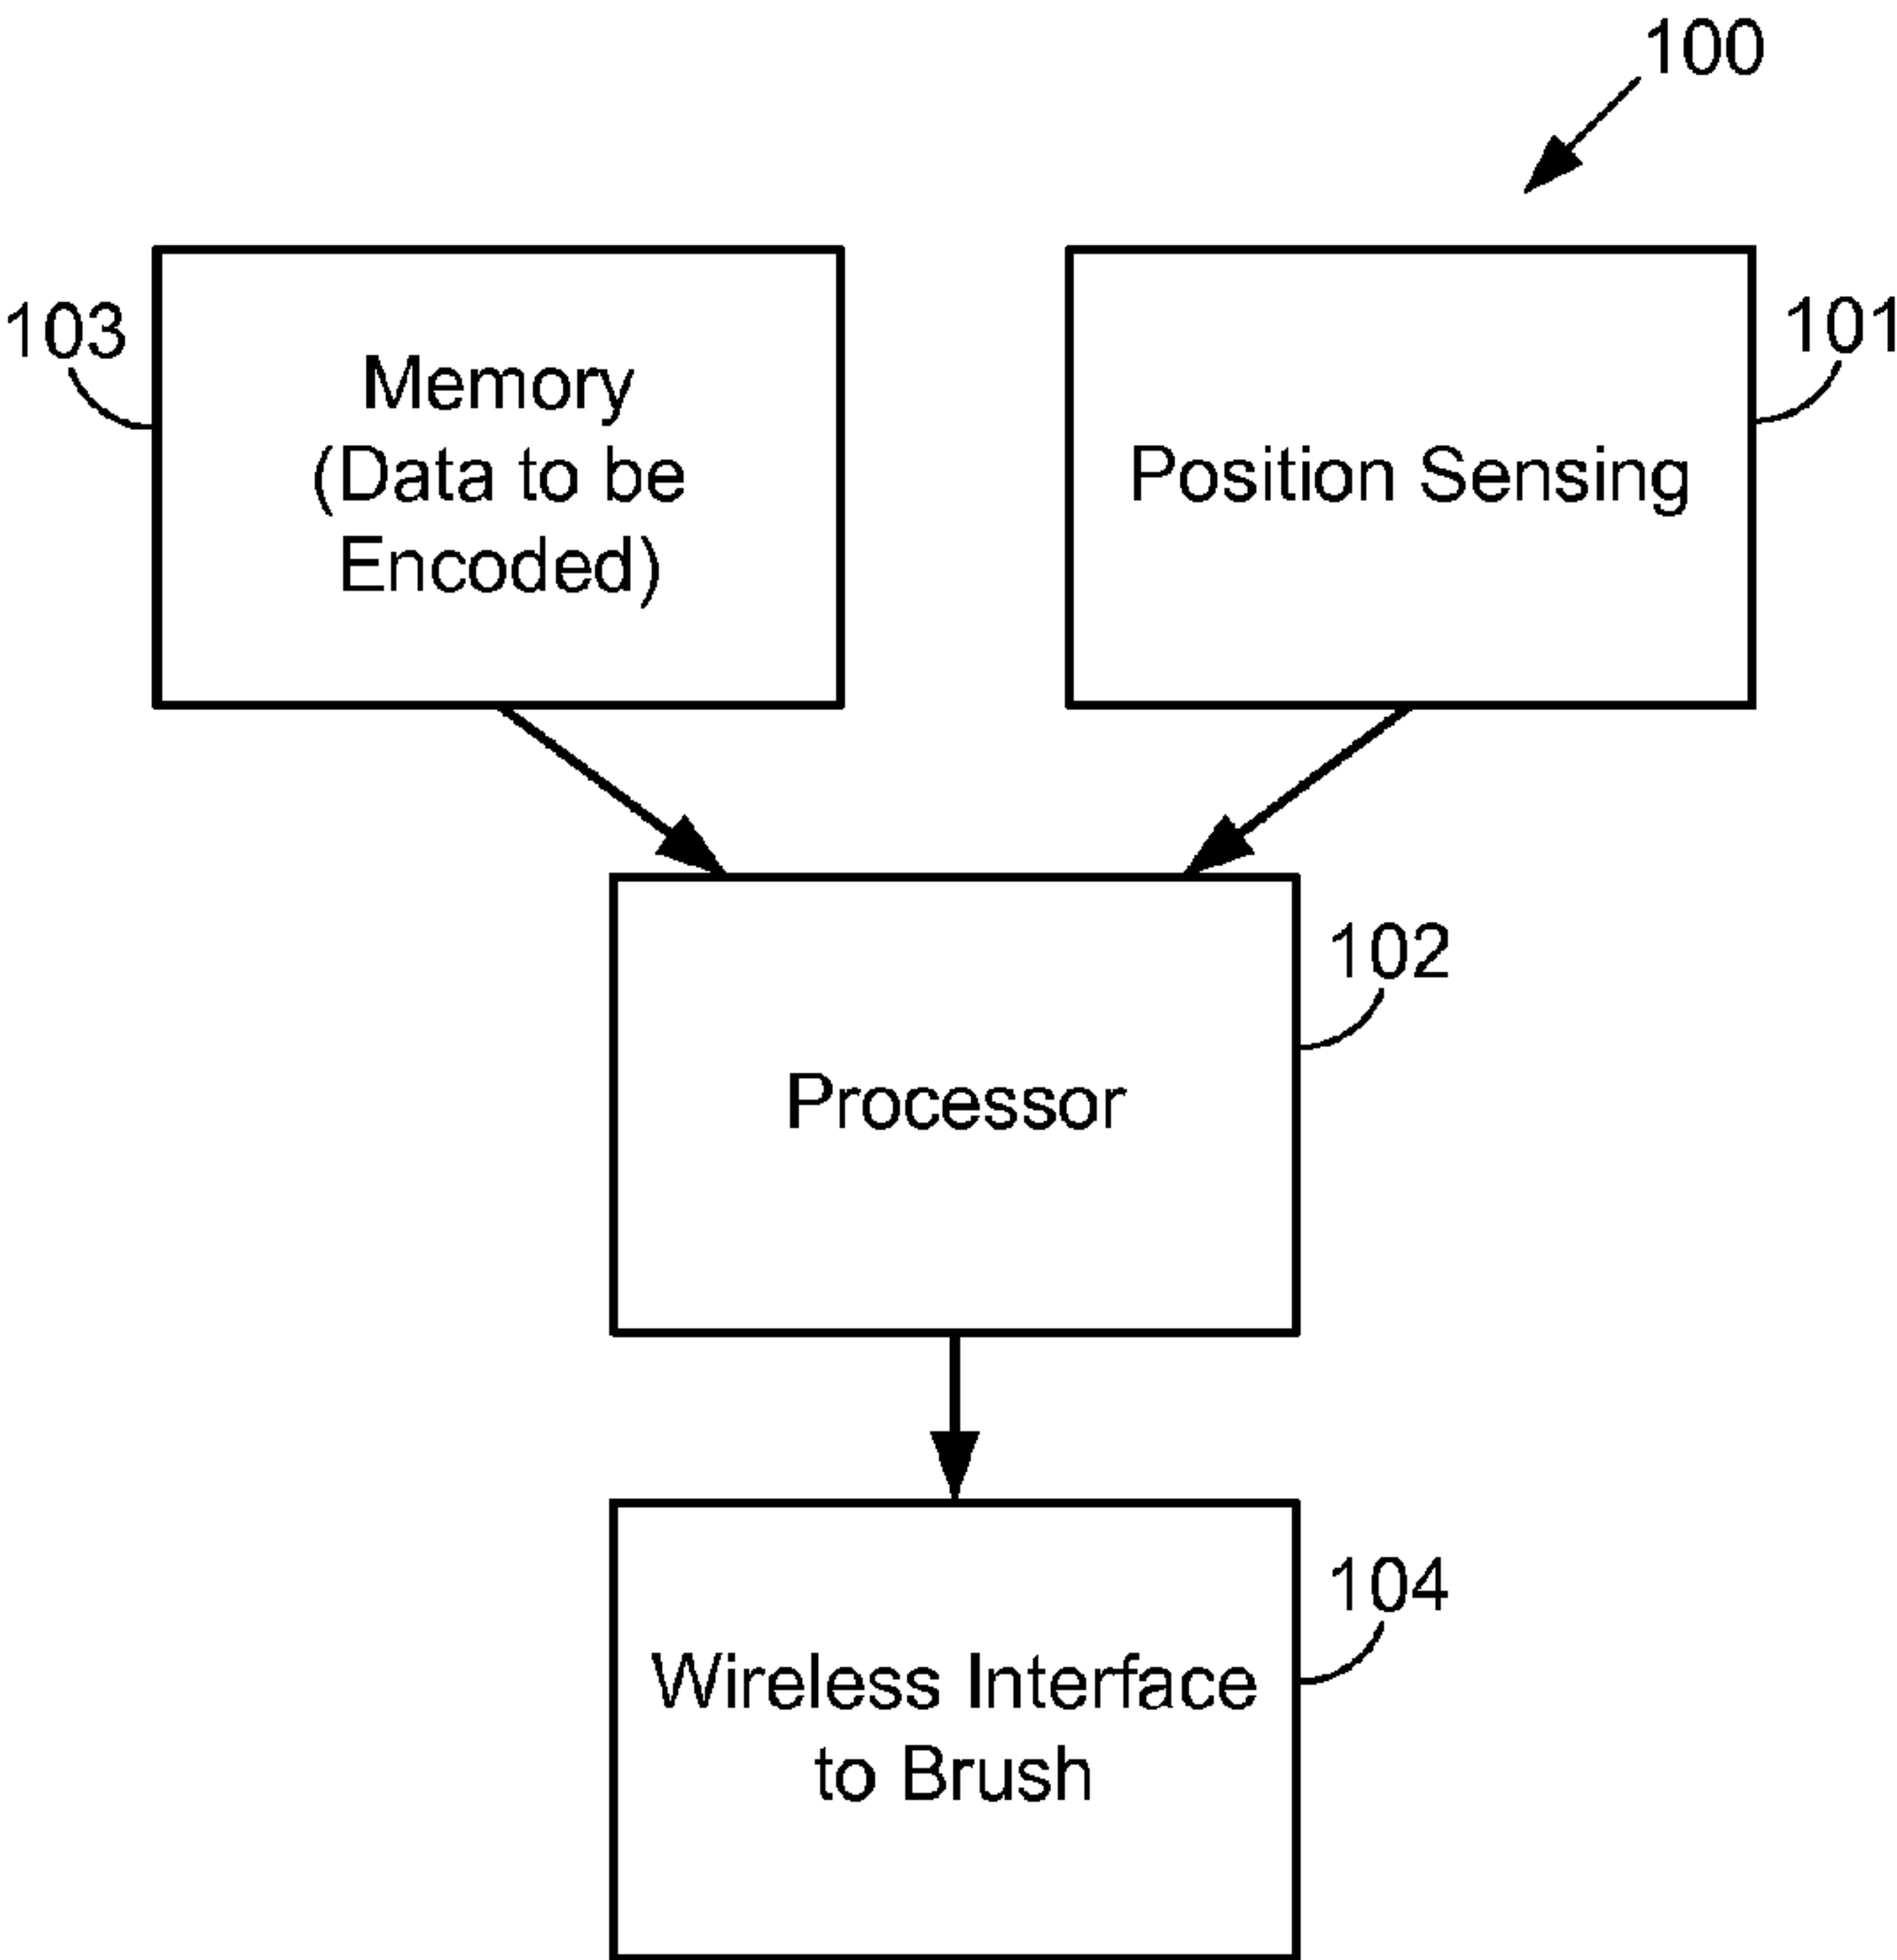 100
103
Memory
(Data to be
Encoded)
101
Position Sensing
102
Processor
104
Wireless Interface
to Brush